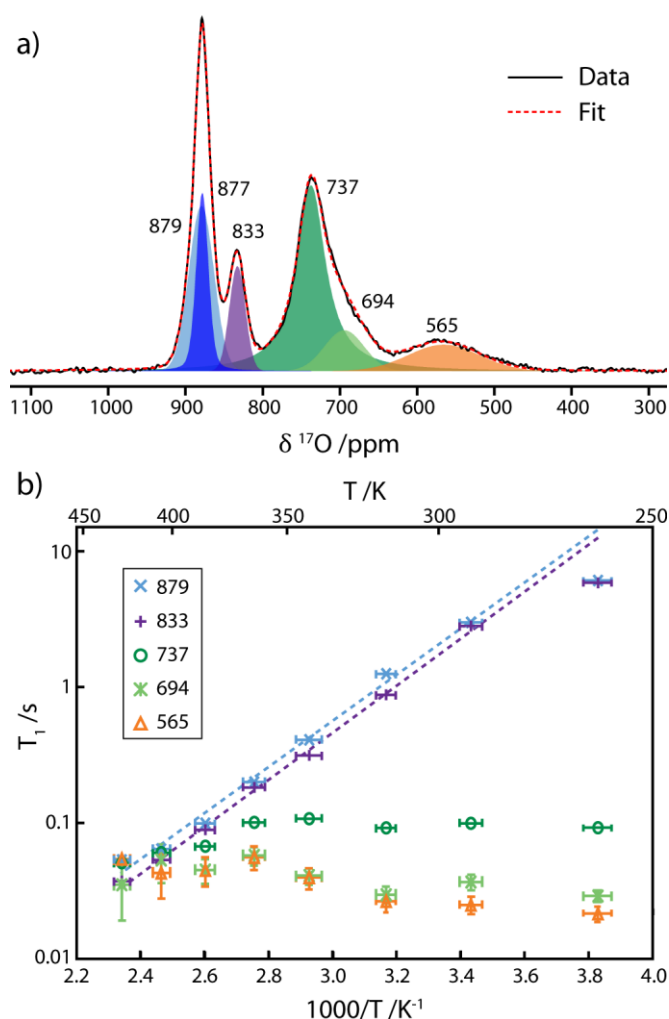 a)
Data
Fit
879
877
833
737
694
565
1100 1000 900 800 700 600 500 400 300
δ ¹⁷O /ppm
b)
T /K
450 400 350 300 250
10
1
0.1
0.01
T₁ /s
879
833
737
694
565
2.2 2.4 2.6 2.8 3.0 3.2 3.4 3.6 3.8 4.0
1000/T /K⁻¹